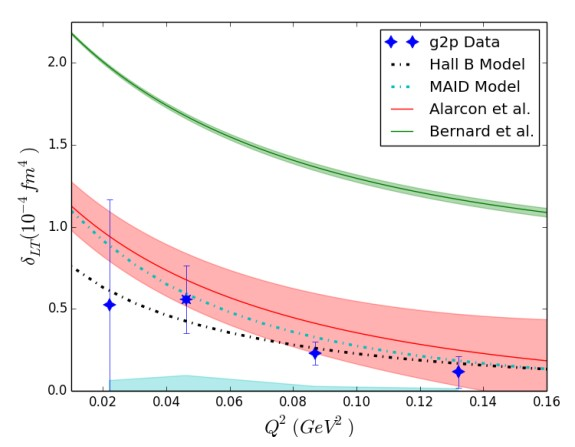 2.0
1.5
1.0
0.5
0.0
δ_LT(10⁻⁴ fm⁴ )
g2p Data
Hall B Model
MAID Model
Alarcon et al.
Bernard et al.
0.02 0.04 0.06 0.08 0.10 0.12 0.14 0.16
Q² (GeV² )